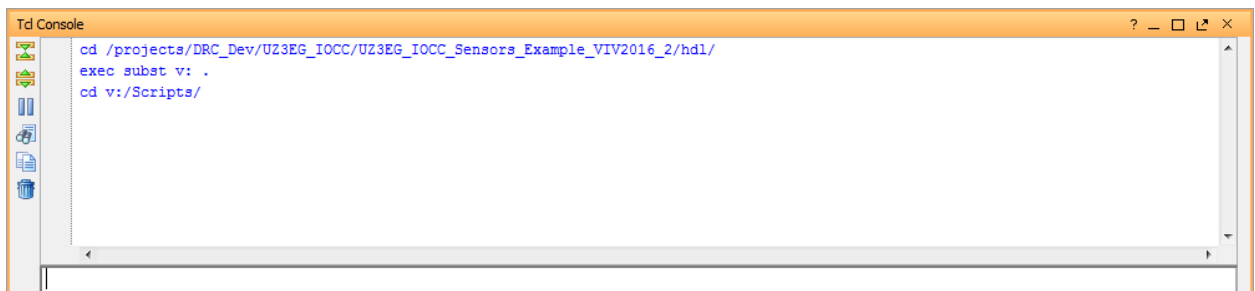 Tcl Console
? _
cd /projects/DRC_Dev/UZ3EG_IOCC/UZ3EG_IOCC_Sensors_Example_VIV2016_2/hdl/
exec subst v: .
cd v:/Scripts/